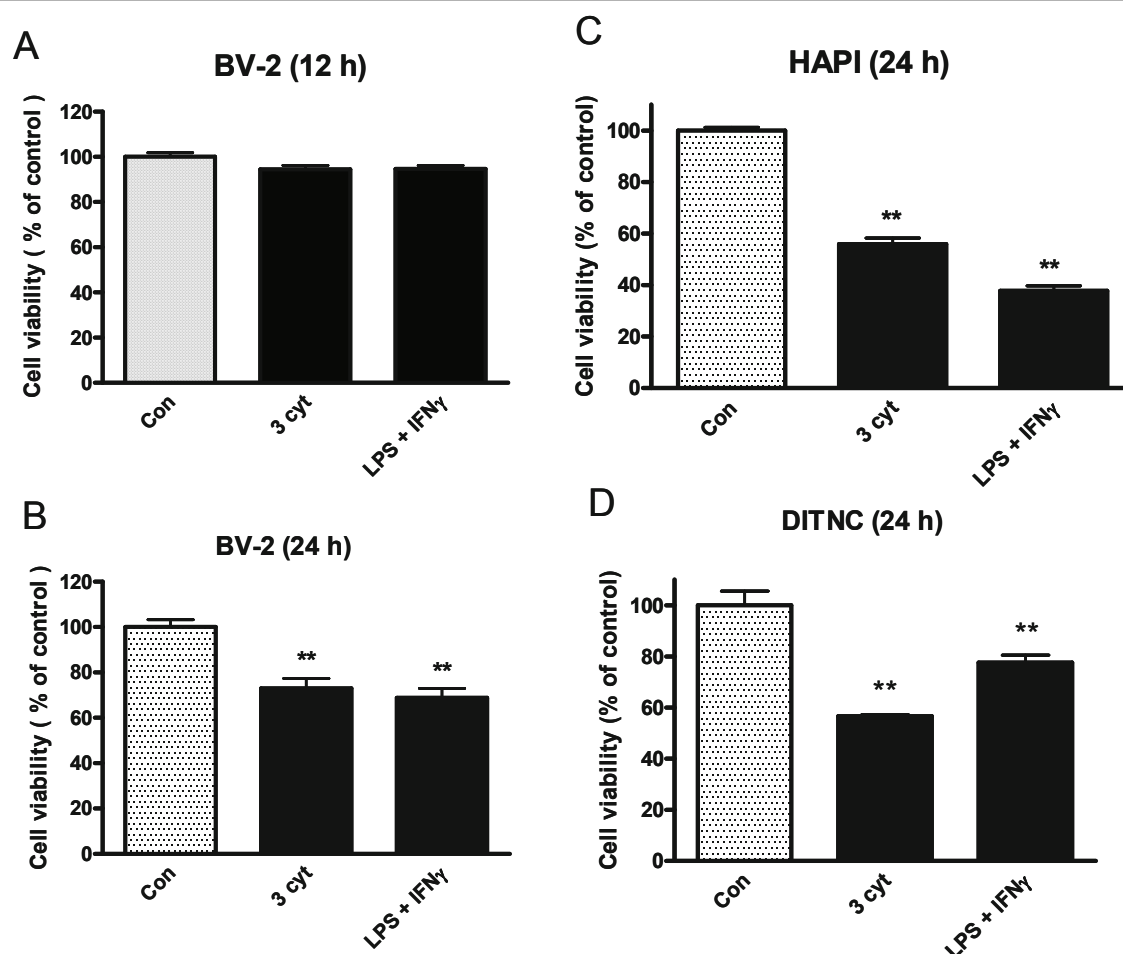 A
BV-2 (12 h)
Cell viability ( % of control )
120
100
80
60
40
20
0
Con
3 cyt
LPS + IFNγ
B
BV-2 (24 h)
Cell viability ( % of control )
120
100
80
60
40
20
0
**
**
Con
3 cyt
LPS + IFNγ
C
HAPI (24 h)
Cell viability (% of control)
100
80
60
40
20
0
**
**
Con
3 cyt
LPS + IFNγ
D
DITNC (24 h)
Cell viability (% of control)
100
80
60
40
20
0
**
**
Con
3 cyt
LPS + IFNγ